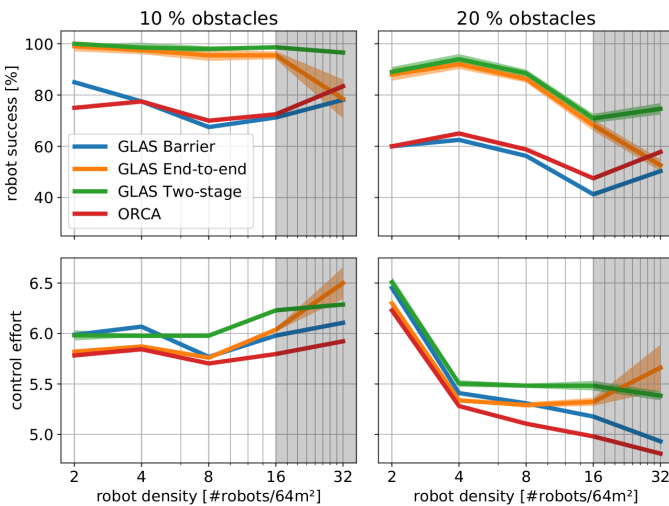 10 % obstacles
20 % obstacles
robot success [%]
100
80
60
40
GLAS Barrier
GLAS End-to-end
GLAS Two-stage
ORCA
control effort
6.5
6.0
5.5
5.0
2 4 8 16 32
2 4 8 16 32
robot density [#robots/64m²]
robot density [#robots/64m²]